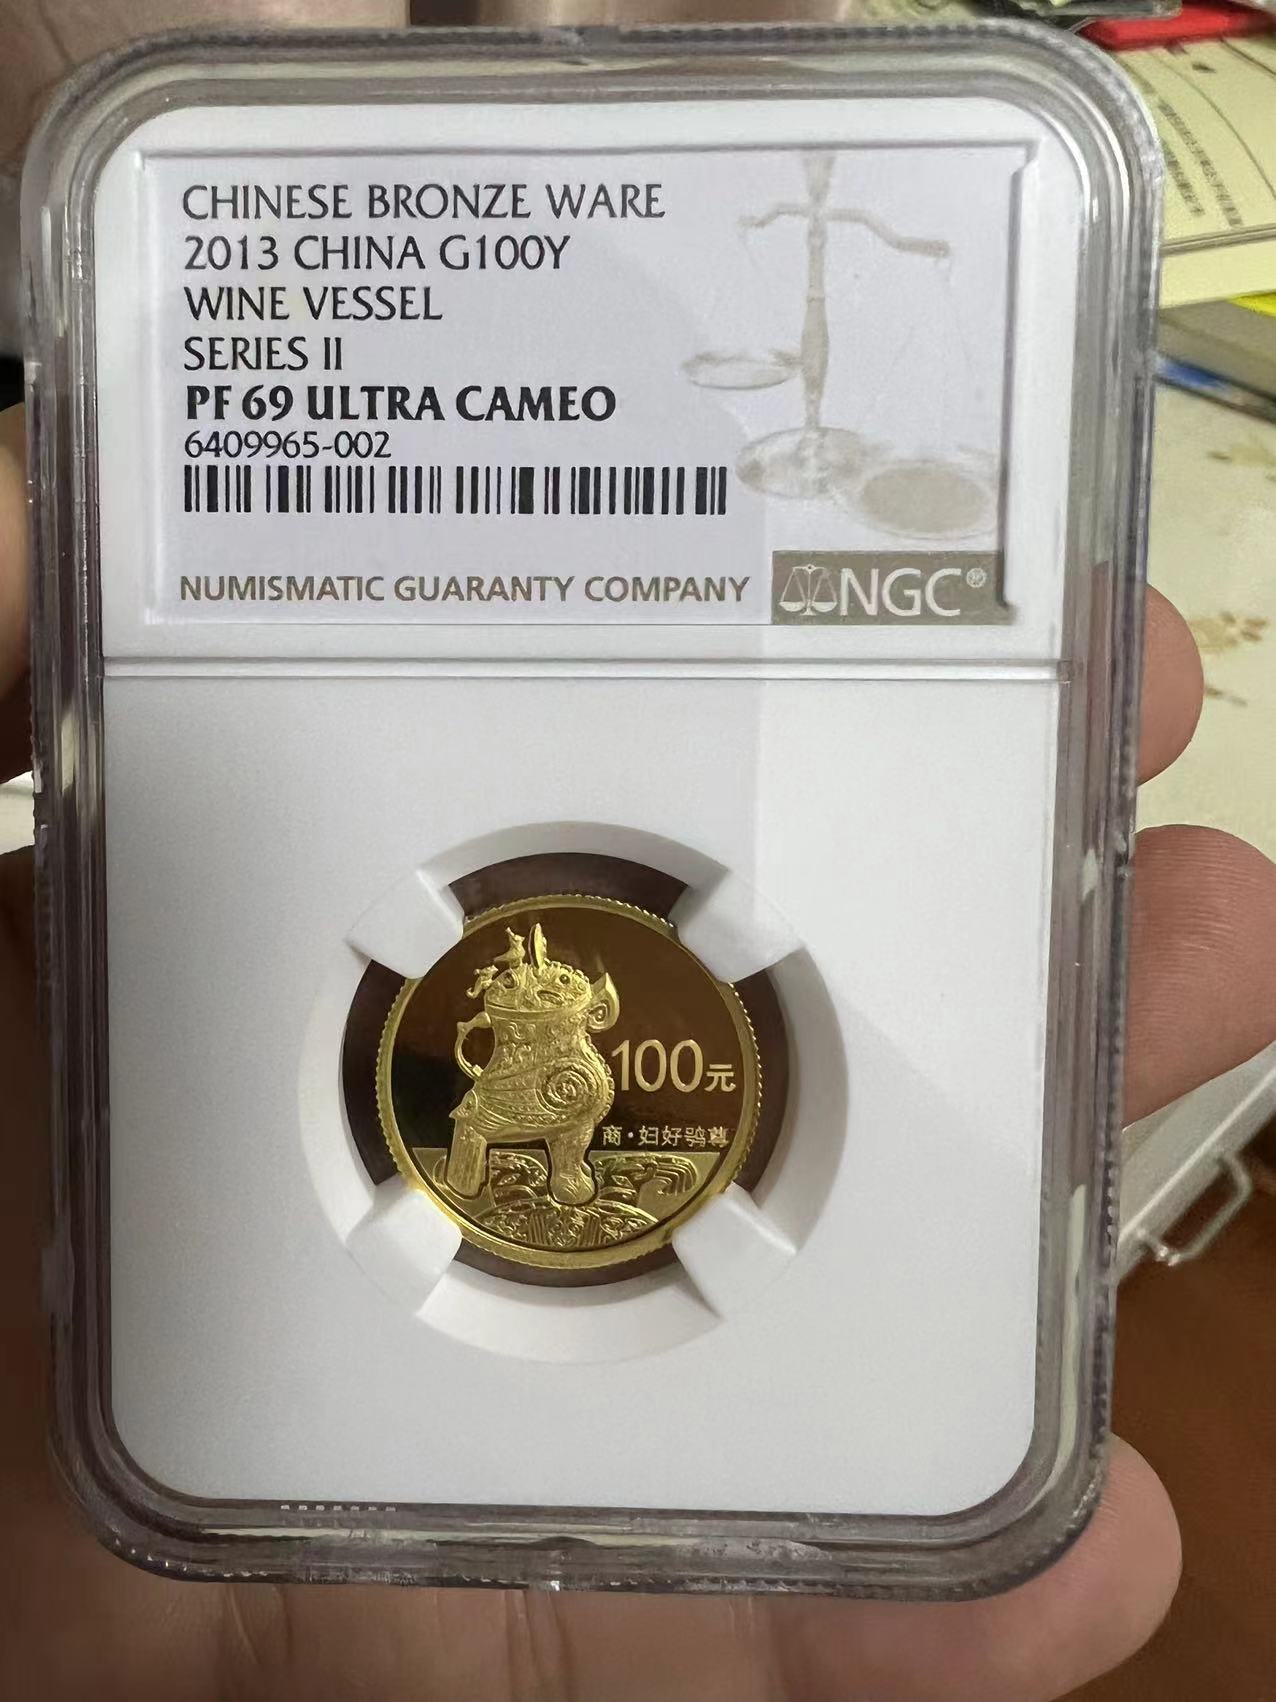 CHINESE BRONZE WARE
2013 CHINA G100Y
WINE VESSEL
SERIES II
PF 69 ULTRA CAMEO
6409965-002
NUMISMATIC GUARANTY COMPANY NGC®
100元
商·妇好鸮尊